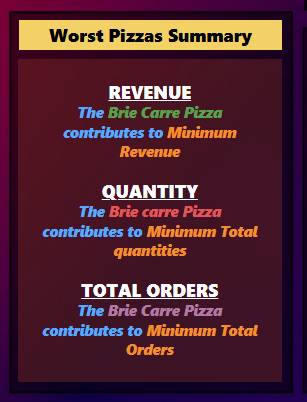 Worst Pizzas Summary
REVENUE
The Brie Carre Pizza
contributes to Minimum
Revenue
QUANTITY
The Brie carre Pizza
contributes to Minimum Total
quantities
TOTAL ORDERS
The Brie Carre Pizza
contributes to Minimum Total
Orders